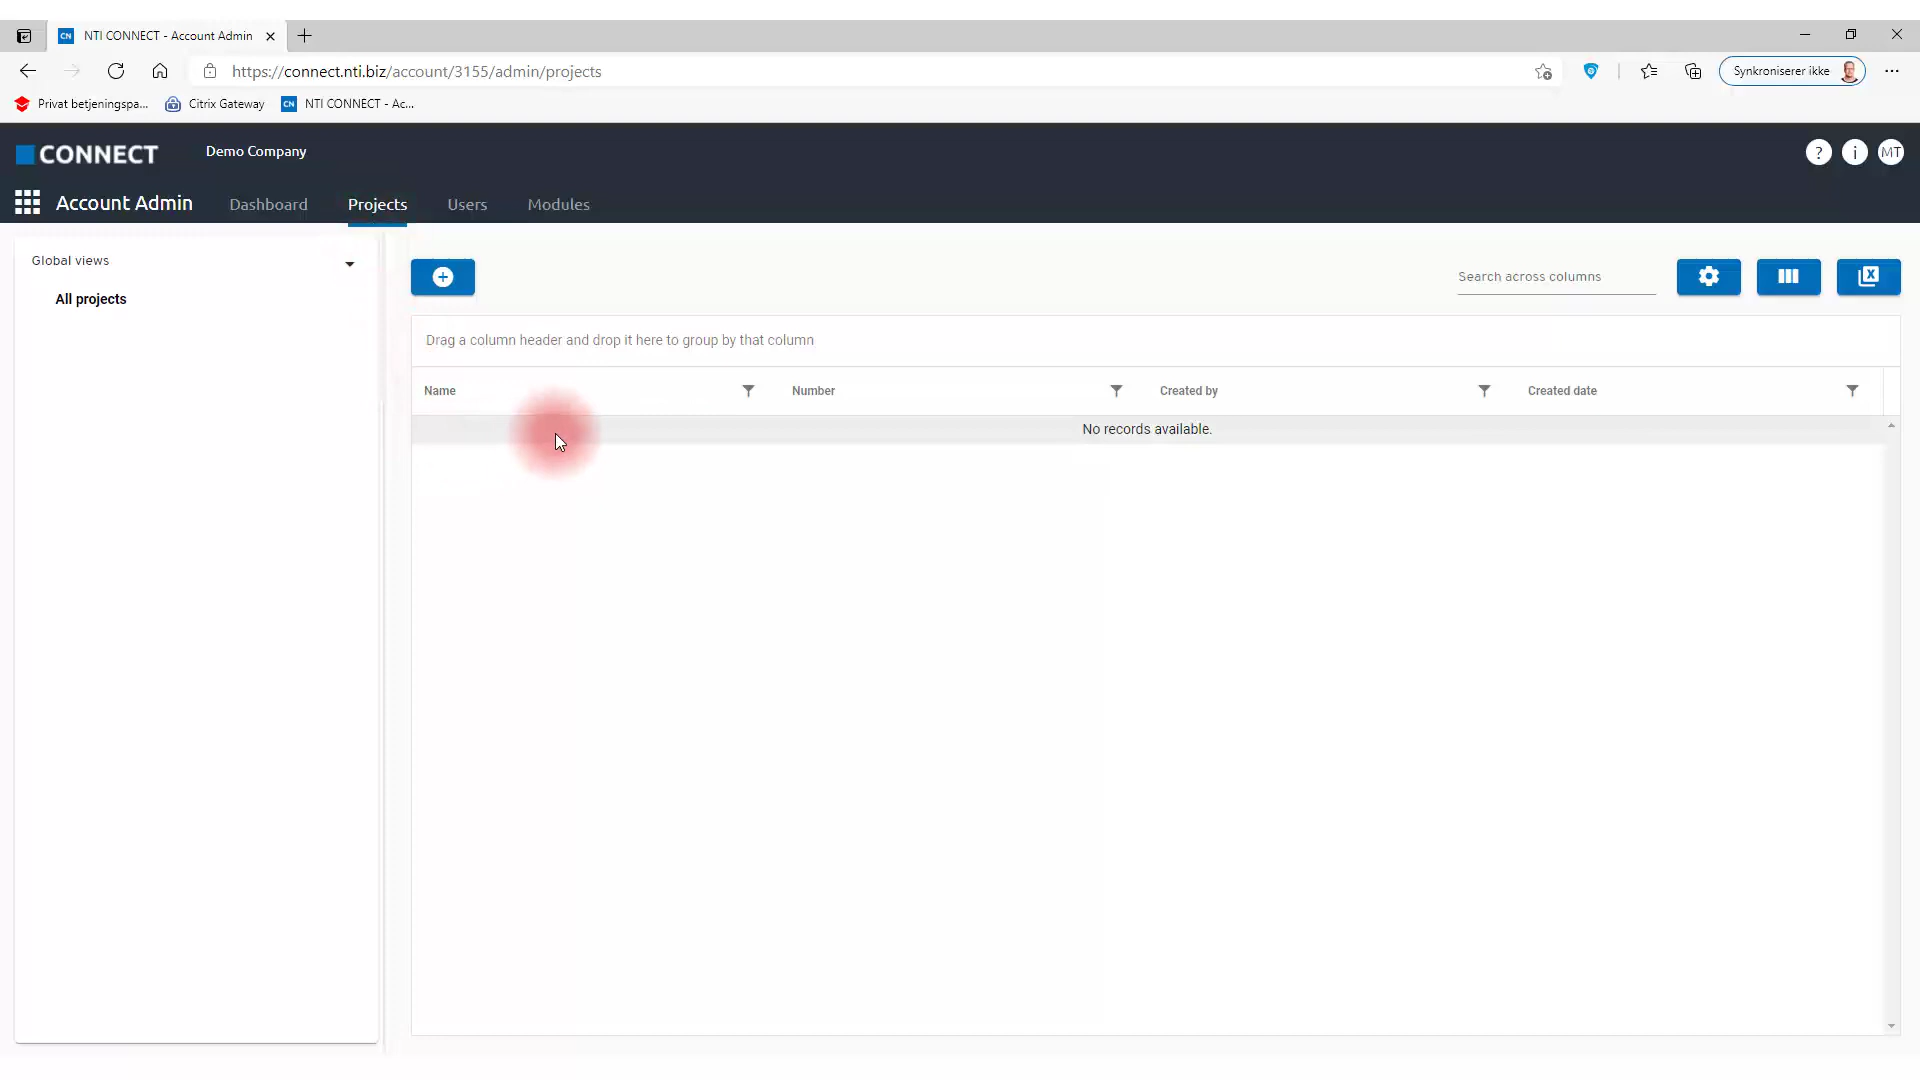 CN NTI CONNECT - Account Admin
https://connect.nti.biz/account/3155/admin/projects
Synkroniserer ikke
Privat betjeningspa... Citrix Gateway CN NTI CONNECT - Ac...
CONNECT Demo Company
? i MT
Account Admin Dashboard Projects Users Modules
Global views
All projects
Search across columns
X
Drag a column header and drop it here to group by that column
Name Number Created by Created date
No records available.